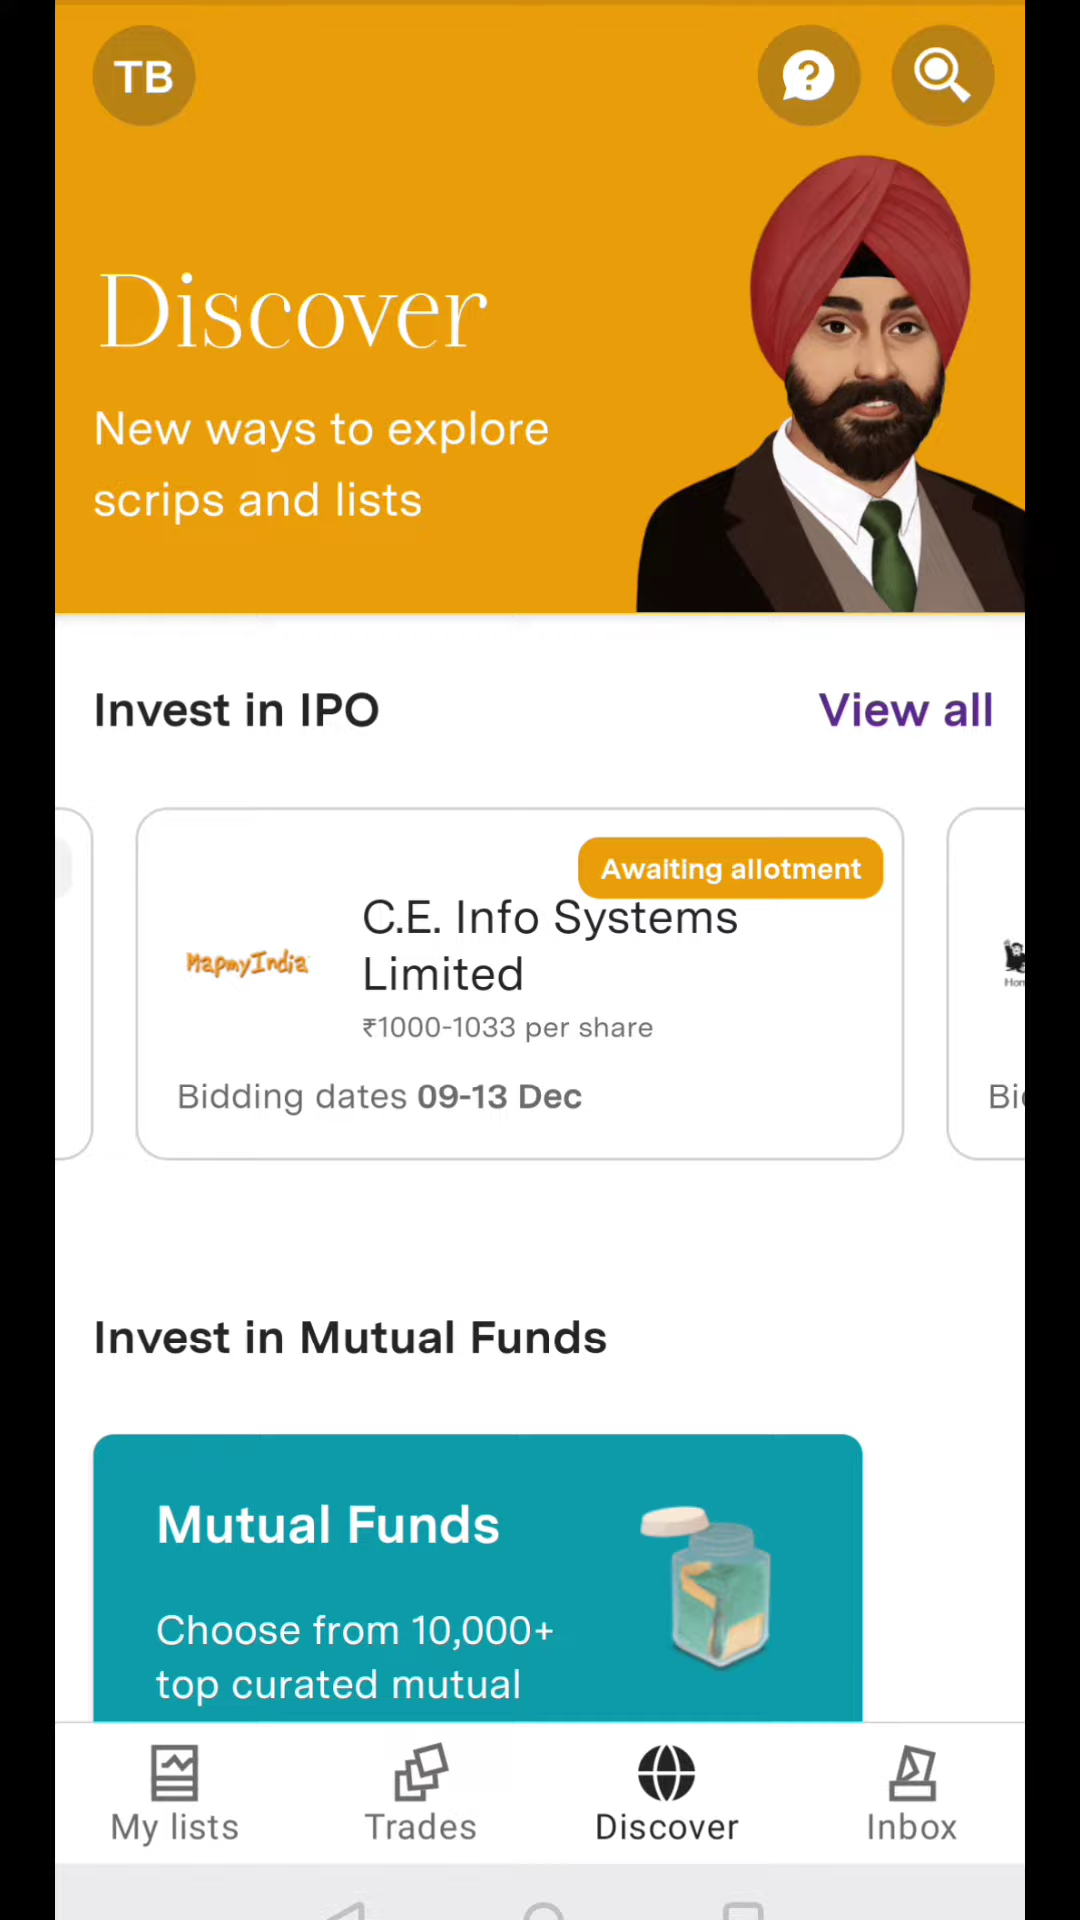 TB
Discover
New ways to explore
scrips and lists
Invest in IPO
View all
Awaiting allotment
C.E. Info Systems
Limited
MapmyIndia
₹1000-1033 per share
Bidding dates 09-13 Dec
Invest in Mutual Funds
Mutual Funds
Choose from 10,000+
top curated mutual
My lists
Trades
Discover
Inbox